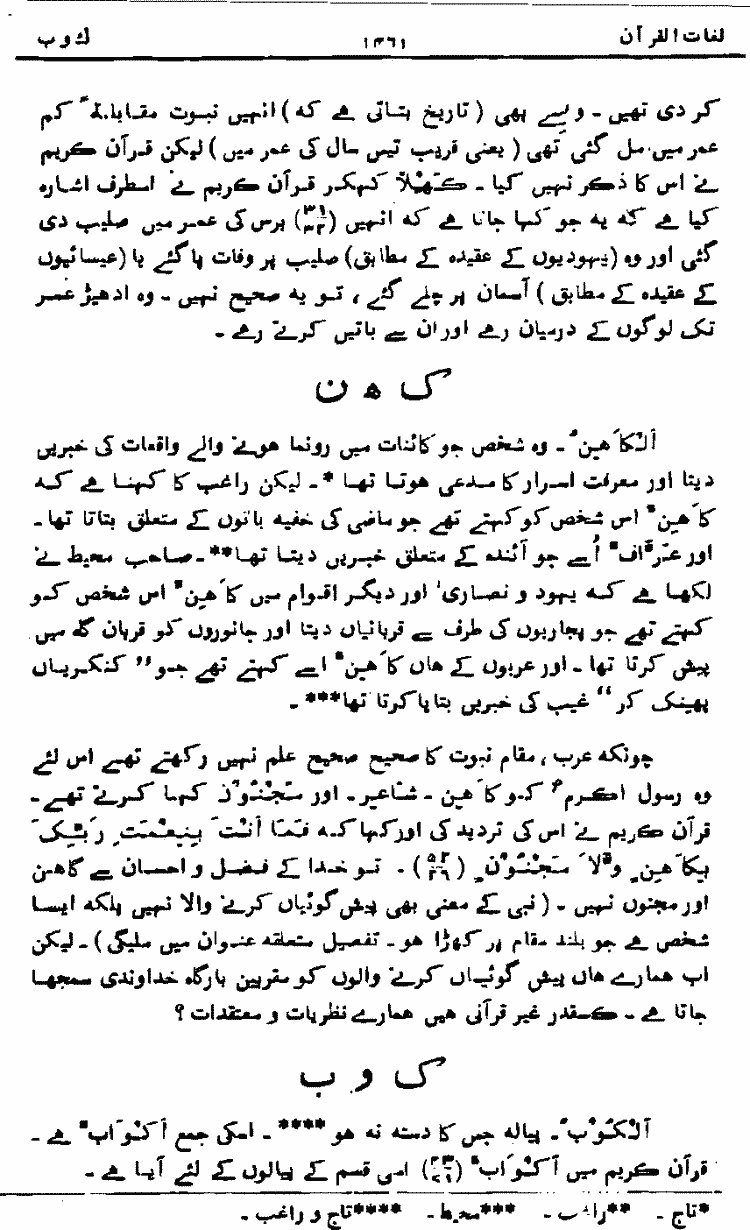 لغات القرآن ۱۴۶۱ ک و ب
کر دی تھیں ۔ ویسے بھی ( تاریخ بتاتی ہے کہ ) انہیں نبوت مقابلۃً کم
عمر میں مل گئی تھی ( یعنی قریب تیس سال کی عمر میں ) لیکن قرآن کریم
نے اس کا ذکر نہیں کیا ۔ کَھْلاً کہکر قرآن کریم نے اسطرف اشارہ
کیا ہے کہ یہ جو کہا جاتا ہے کہ انہیں برس کی عمر میں صلیب دی
گئی اور وہ (یہودیوں کے عقیدہ کے مطابق) صلیب پر وفات پا گئے یا (عیسائیوں
کے عقیدہ کے مطابق ) آسمان پر چلے گئے ، تو یہ صحیح نہیں ۔ وہ ادھیڑ عمر
تک لوگوں کے درمیان رہے اور ان سے باتیں کرتے رہے ۔
ک ھ ن
اَلْکَاھِنُ ۔ وہ شخص جو کائنات میں رونما ہونے والے واقعات کی خبریں
دیتا اور معرفت اسرار کا مدعی ہوتا تھا * ۔ لیکن راغب کا کہنا ہے کہ
کَاھِنٌ اس شخص کو کہتے تھے جو ماضی کی خفیہ باتوں کے متعلق بتاتا تھا ۔
اور عَرَّافٌ اُسے جو آئندہ کے متعلق خبریں دیتا تھا** ۔ صاحب محیط نے
لکھا ہے کہ یہود و نصاریٰ اور دیگر اقوام میں کَاھِنٌ اس شخص کو
کہتے تھے جو پجاریوں کی طرف سے قربانیاں دیتا اور جانوروں کو قربان گاہ میں
پیش کرتا تھا ۔ اور عربوں کے ھاں کَاھِنٌ اسے کہتے تھے جو ’’ کنکریاں
پھینک کر ‘‘ غیب کی خبریں بتایا کرتا تھا*** ۔
چونکہ عرب ، مقام نبوت کا صحیح صحیح علم نہیں رکھتے تھے اس لئے
وہ رسول اکرمؐ کو کَاھِن ۔ شَاعِر ۔ اور مَجْنُوْن کہا کرتے تھے ۔
قرآن کریم نے اس کی تردید کی اور کہا کہ فَمَا اَنْتَ بِنِعْمَتِ رَبِّکَ
بِکَاھِنٍ وَّلَا مَجْنُوْنٍ (۵۲/۲۹) ۔ تو خدا کے فضل و احسان سے کاھن
اور مجنوں نہیں ۔ ( نبی کے معنی بھی پیش گوئیاں کرنے والا نہیں بلکہ ایسا
شخص ہے جو بلند مقام پر کھڑا ہو ۔ تفصیل متعلقہ عنوان میں ملیگی ) ۔ لیکن
اب ہمارے ھاں پیش گوئیاں کرنے والوں کو مقربین بارگاہ خداوندی سمجھا
جاتا ہے ۔ کسقدر غیر قرآنی ہیں ہمارے نظریات و معتقدات ؟
ک و ب
اَلْکُوْبُ ۔ پیالہ جس کا دستہ نہ ہو **** ۔ اسکی جمع اَکْوَابٌ ہے ۔
قرآن کریم میں اَکْوَابٌ اسی قسم کے پیالوں کے لئے آیا ہے ۔
*تاج ۔ **راغب ۔ ***محیط ۔ ****تاج و راغب ۔